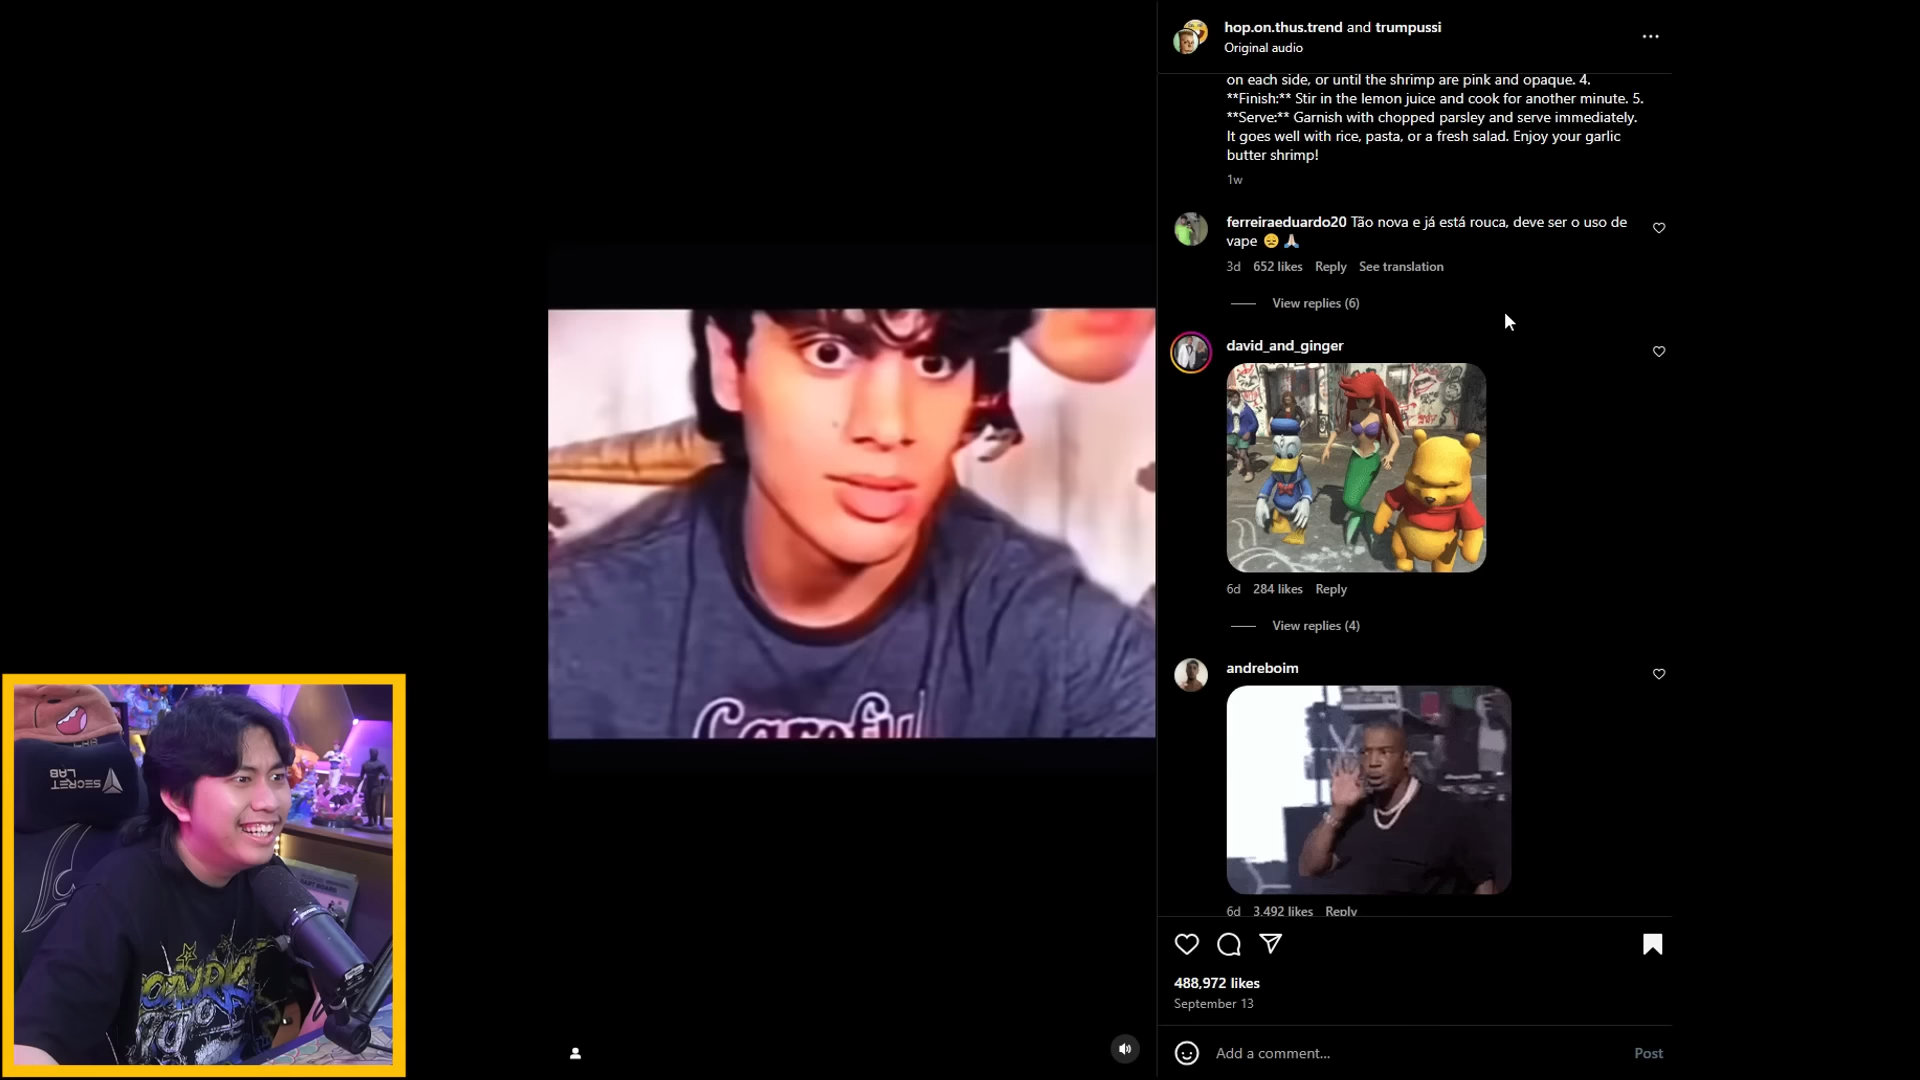 hop.on.thus.trend and trumpussi
Original audio
on each side, or until the shrimp are pink and opaque. 4.
**Finish:** Stir in the lemon juice and cook for another minute. 5.
**Serve:** Garnish with chopped parsley and serve immediately.
It goes well with rice, pasta, or a fresh salad. Enjoy your garlic
butter shrimp!
1w
ferreiraeduardo20 Tão nova e já está rouca, deve ser o uso de
vape 😔 🙏🏻
3d 652 likes Reply See translation
View replies (6)
david_and_ginger
6d 284 likes Reply
View replies (4)
andreboim
6d 3,492 likes Reply
488,972 likes
September 13
Add a comment...
Post
Careful
SECRET
LAB